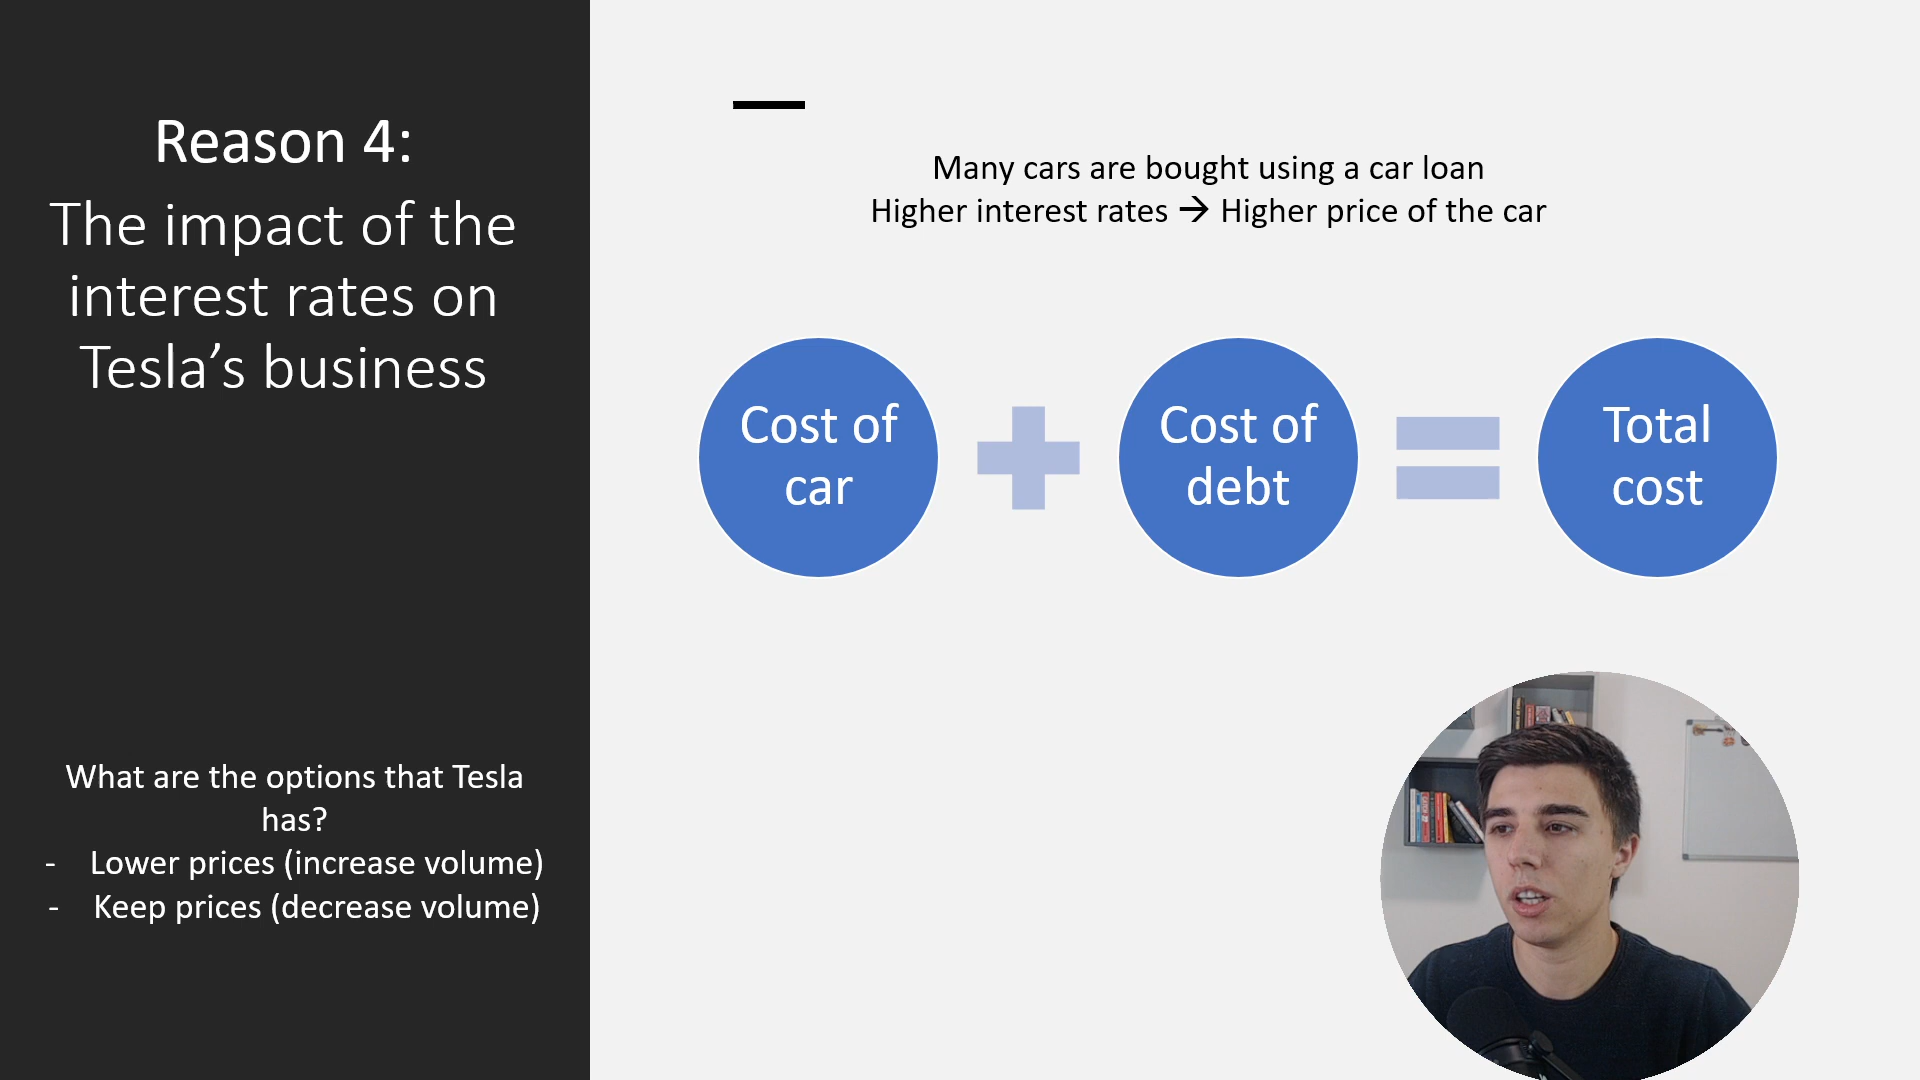 Reason 4:
The impact of the
interest rates on
Tesla’s business
What are the options that Tesla
has?
- Lower prices (increase volume)
- Keep prices (decrease volume)
Many cars are bought using a car loan
Higher interest rates → Higher price of the car
Cost of
car
Cost of
debt
Total
cost